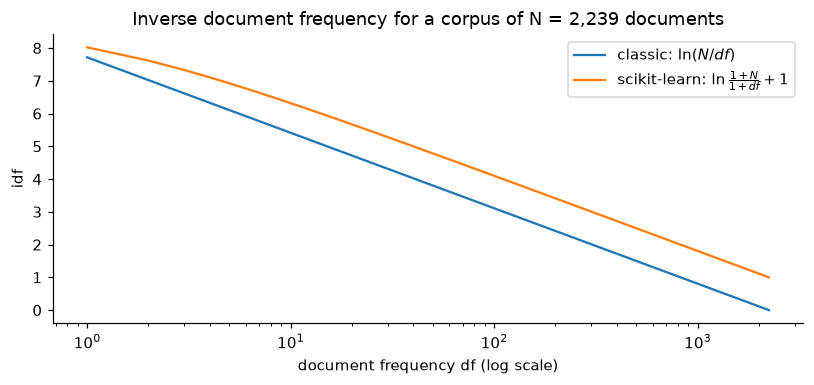 Inverse document frequency for a corpus of N = 2,239 documents
classic: ln(N/df)
scikit-learn: ln (1+N)/(1+df) + 1
8
7
6
5
4
3
2
1
0
idf
10⁰ 10¹ 10² 10³
document frequency df (log scale)